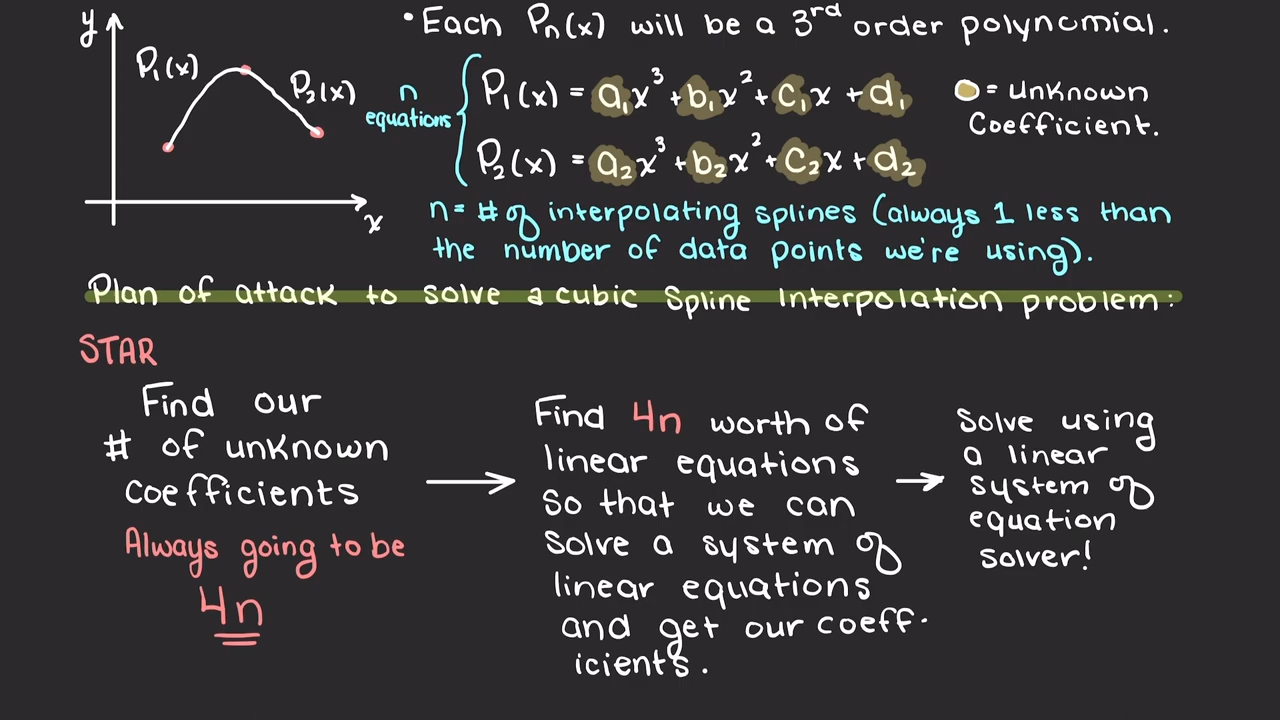 y
P₁(x)
P₂(x)
x
• Each Pₙ(x) will be a 3ʳᵈ order polynomial.
n
equations
P₁(x) = a₁x³ + b₁x² + c₁x + d₁
P₂(x) = a₂x³ + b₂x² + c₂x + d₂
= unknown
coefficient.
n = # of interpolating splines (always 1 less than
the number of data points we're using).
Plan of attack to solve a cubic Spline Interpolation problem:
STAR
Find our
# of unknown
coefficients
Always going to be
4n
Find 4n worth of
linear equations
so that we can
solve a system of
linear equations
and get our coeff-
icients.
Solve using
a linear
system of
equation
solver!